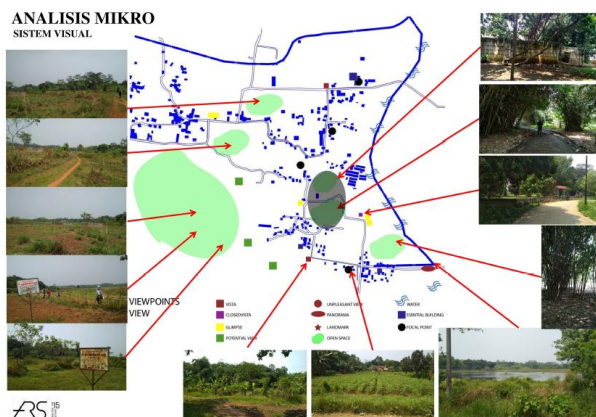 ANALISIS MIKRO
SISTEM VISUAL
VIEWPOINTS
VIEW
VISTA
CLOSEDVISTA
GLIMPSE
POTENTIAL VIEW
UNPLEASANT VIEW
PANORAMA
LANDMARK
OPEN SPACE
WATER
ESENTIAL BUILDING
FOCAL POINT
ARS